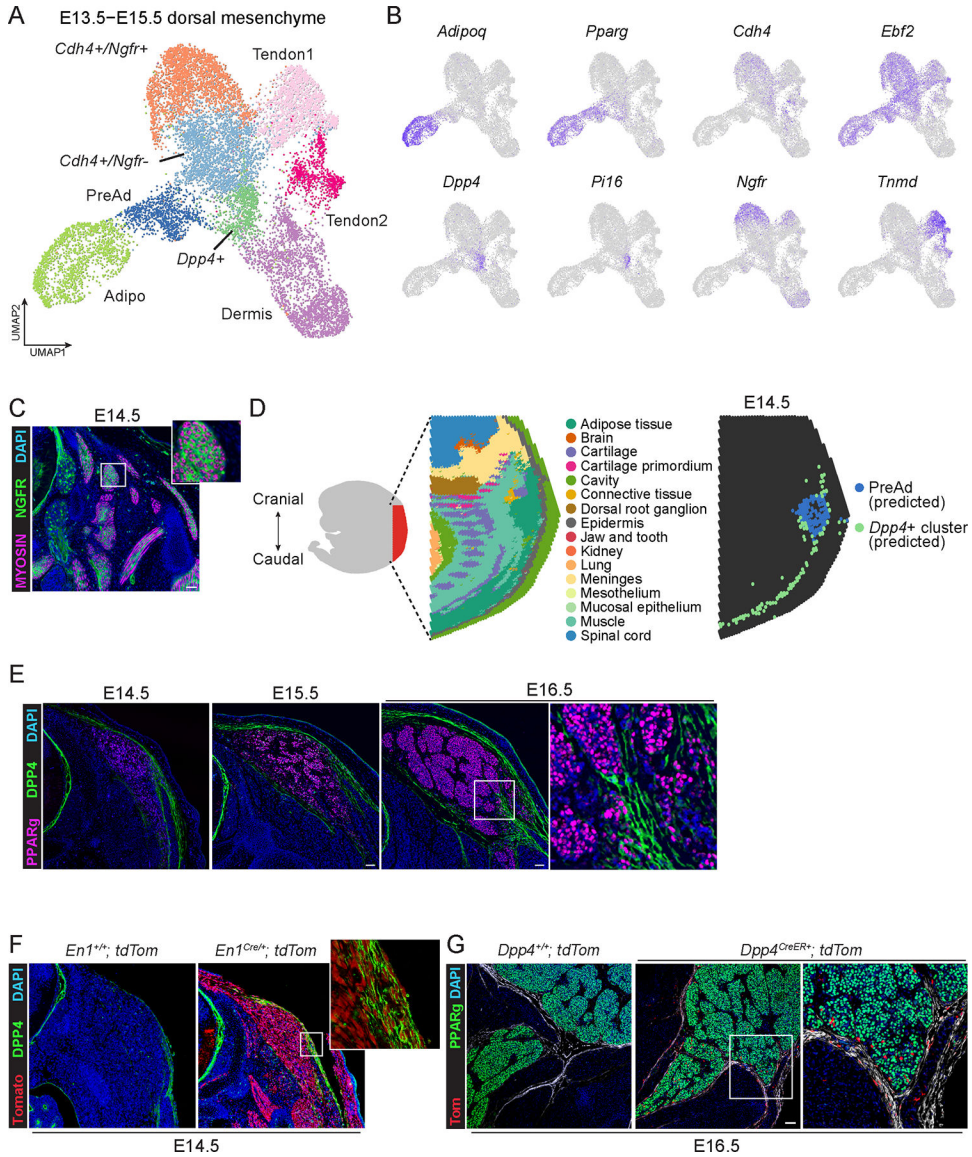 A
E13.5–E15.5 dorsal mesenchyme
Cdh4+/Ngfr+
Tendon1
Cdh4+/Ngfr-
PreAd
Tendon2
Dpp4+
Adipo
Dermis
UMAP2
UMAP1
B
Adipoq
Pparg
Cdh4
Ebf2
Dpp4
Pi16
Ngfr
Tnmd
C
E14.5
MYOSIN NGFR DAPI
D
Cranial
Caudal
Adipose tissue
Brain
Cartilage
Cartilage primordium
Cavity
Connective tissue
Dorsal root ganglion
Epidermis
Jaw and tooth
Kidney
Lung
Meninges
Mesothelium
Mucosal epithelium
Muscle
Spinal cord
E14.5
PreAd
(predicted)
Dpp4+ cluster
(predicted)
E
E14.5
E15.5
E16.5
PPARg DPP4 DAPI
F
En1+/+; tdTom
En1Cre/+; tdTom
Tomato DPP4 DAPI
E14.5
G
Dpp4+/+; tdTom
Dpp4CreER+; tdTom
Tom PPARg DAPI
E16.5